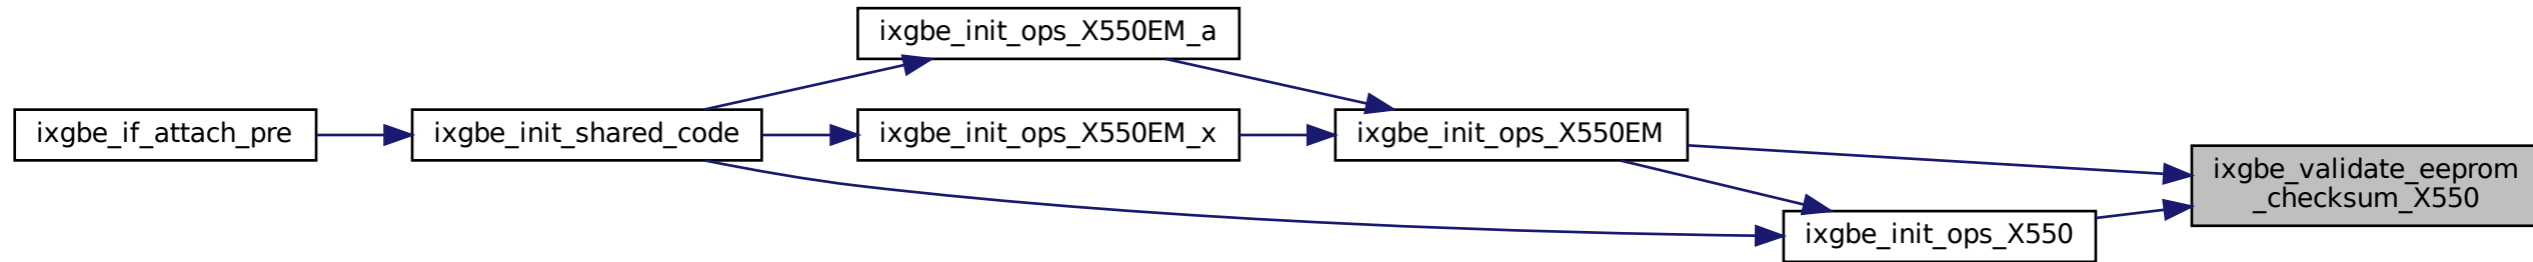 ixgbe_if_attach_pre
ixgbe_init_shared_code
ixgbe_init_ops_X550EM_a
ixgbe_init_ops_X550EM_x
ixgbe_init_ops_X550EM
ixgbe_init_ops_X550
ixgbe_validate_eeprom
_checksum_X550